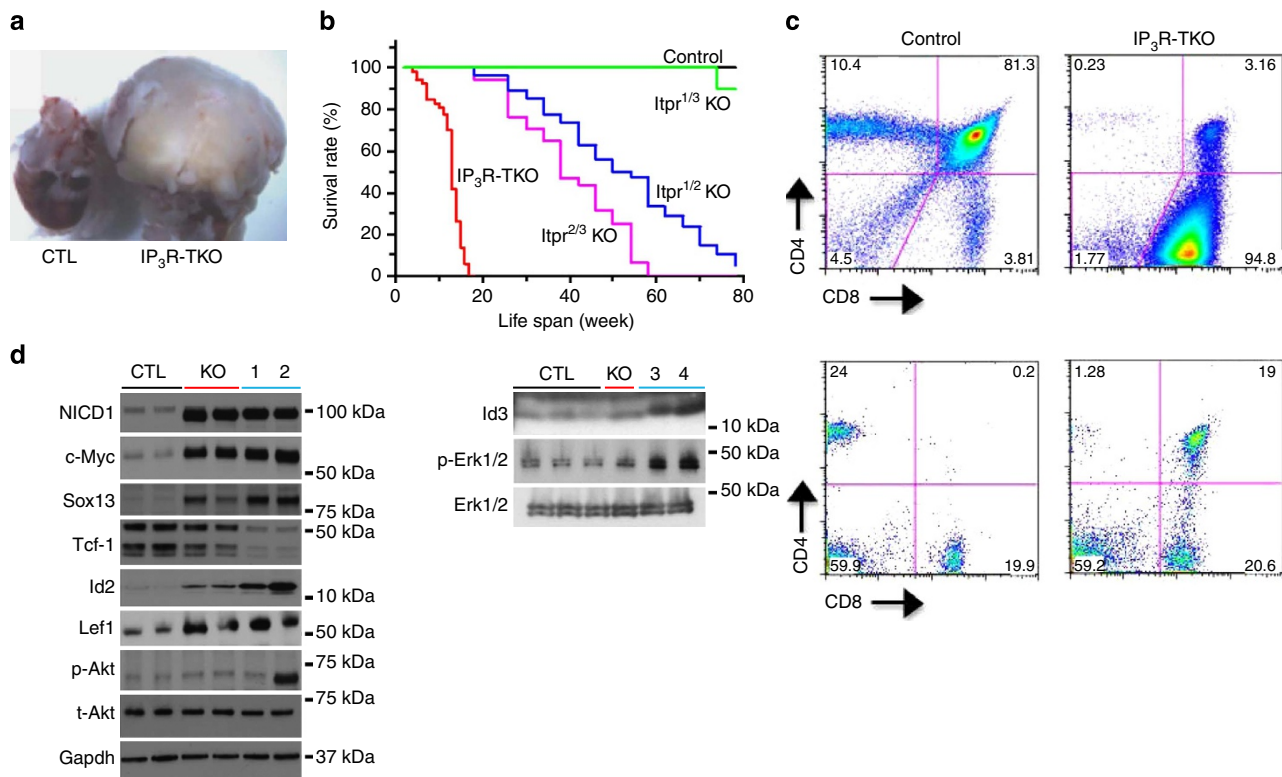 a
CTL IP3R-TKO
b
Surival rate (%)
100
80
60
40
20
0
Control
Itpr1/3 KO
IP3R-TKO
Itpr1/2 KO
Itpr2/3 KO
0 20 40 60 80
Life span (week)
c
Control IP3R-TKO
10.4 81.3
4.5 3.81
0.23 3.16
1.77 94.8
CD4
CD8
24 0.2
59.9 19.9
1.28 19
59.2 20.6
CD4
CD8
d
CTL KO 1 2
NICD1 100 kDa
c-Myc 50 kDa
Sox13 75 kDa
Tcf-1 50 kDa
Id2 10 kDa
Lef1 50 kDa
p-Akt 75 kDa
t-Akt 75 kDa
Gapdh 37 kDa
CTL KO 3 4
Id3 10 kDa
p-Erk1/2 50 kDa
Erk1/2 50 kDa